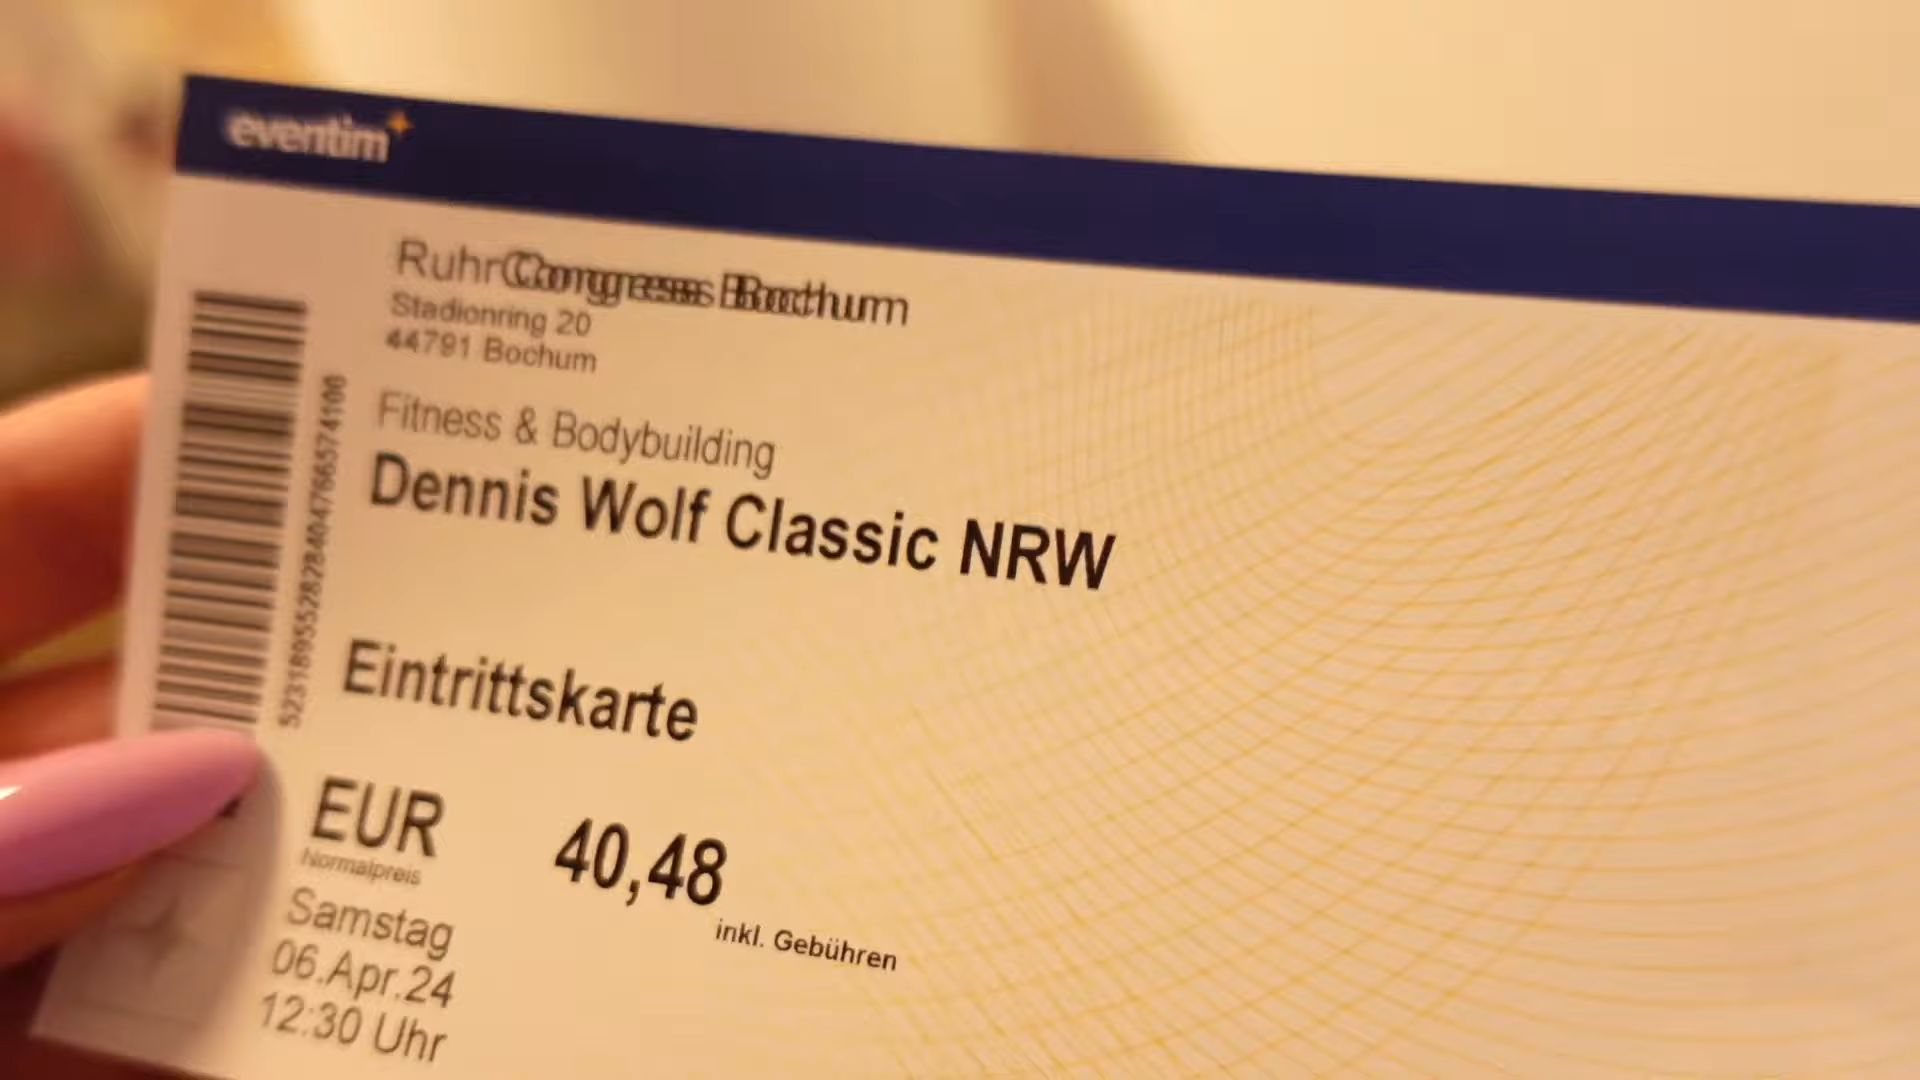 eventim
RuhrCongress Bochum
Stadionring 20
44791 Bochum
Fitness & Bodybuilding
Dennis Wolf Classic NRW
Eintrittskarte
EUR 40,48
Normalpreis
inkl. Gebühren
Samstag
06.Apr.24
12:30 Uhr